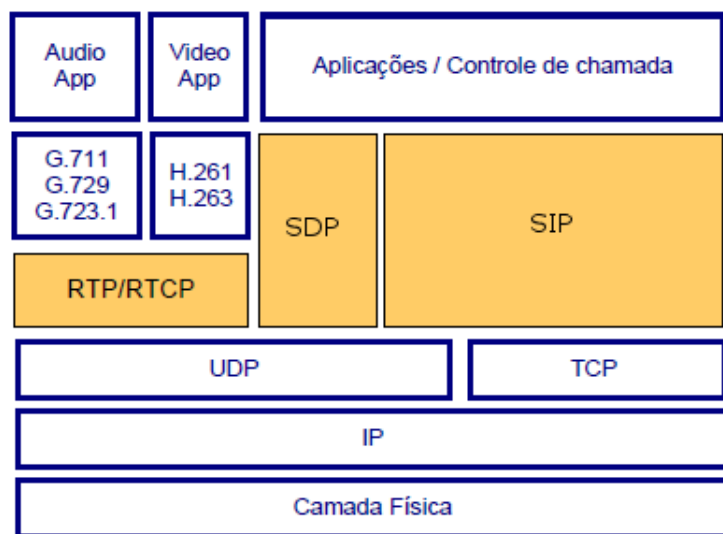 Audio
App
Video
App
Aplicações / Controle de chamada
G.711
G.729
G.723.1
H.261
H.263
SDP
SIP
RTP/RTCP
UDP
TCP
IP
Camada Física